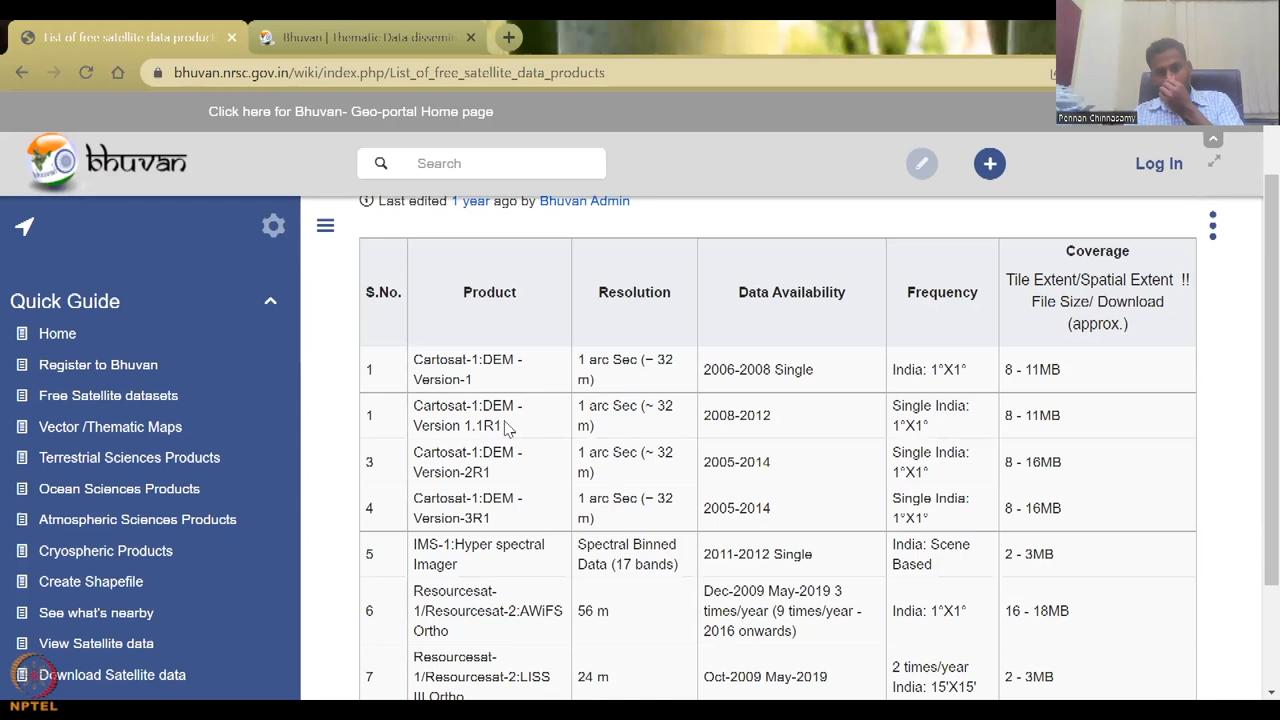 List of free satellite data produc
Bhuvan | Thematic Data dissemin
bhuvan.nrsc.gov.in/wiki/index.php/List_of_free_satellite_data_products
Pennan Chinnasamy
Click here for Bhuvan- Geo-portal Home page
bhuvan
Search
Log In
Last edited 1 year ago by Bhuvan Admin
Quick Guide
Home
Register to Bhuvan
Free Satellite datasets
Vector /Thematic Maps
Terrestrial Sciences Products
Ocean Sciences Products
Atmospheric Sciences Products
Cryospheric Products
Create Shapefile
See what's nearby
View Satellite data
Download Satellite data
S.No. Product Resolution Data Availability Frequency Coverage
Tile Extent/Spatial Extent !!
File Size/ Download
(approx.)
1 Cartosat-1:DEM - 1 arc Sec (~ 32 2006-2008 Single India: 1°X1° 8 - 11MB
Version-1 m)
1 Cartosat-1:DEM - 1 arc Sec (~ 32 2008-2012 Single India: 8 - 11MB
Version 1.1R1 m) 1°X1°
3 Cartosat-1:DEM - 1 arc Sec (~ 32 2005-2014 Single India: 8 - 16MB
Version-2R1 m) 1°X1°
4 Cartosat-1:DEM - 1 arc Sec (~ 32 2005-2014 Single India: 8 - 16MB
Version-3R1 m) 1°X1°
5 IMS-1:Hyper spectral Spectral Binned 2011-2012 Single India: Scene 2 - 3MB
Imager Data (17 bands) Based
6 Resourcesat- 56 m Dec-2009 May-2019 3 India: 1°X1° 16 - 18MB
1/Resourcesat-2:AWiFS times/year (9 times/year -
Ortho 2016 onwards)
7 Resourcesat- 24 m Oct-2009 May-2019 2 times/year 2 - 3MB
1/Resourcesat-2:LISS India: 15'X15'
III Ortho
NPTEL